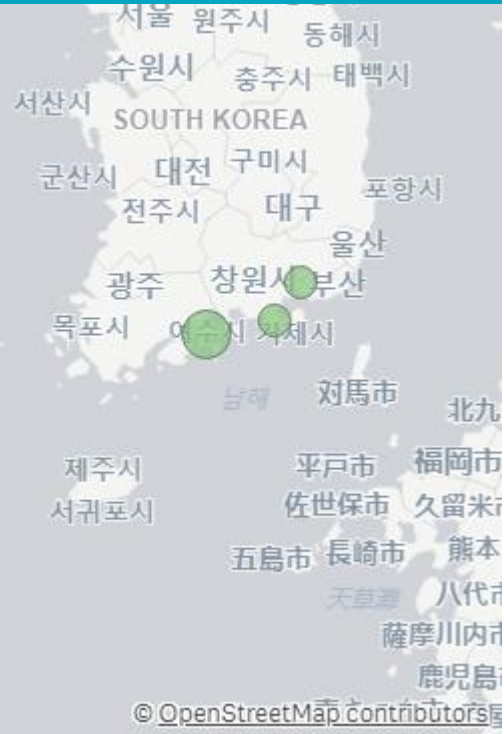 서울 원주시
동해시
수원시
충주시 태백시
서산시
SOUTH KOREA
군산시 대전 구미시
포항시
전주시 대구
울산
광주 창원시 부산
목포시 여수시 거제시
남해
対馬市
北九
제주시 平戸市 福岡市
서귀포시 佐世保市 久留米市
五島市 長崎市 熊本
天草灘 八代市
薩摩川内市
鹿児島
© OpenStreetMap contributors